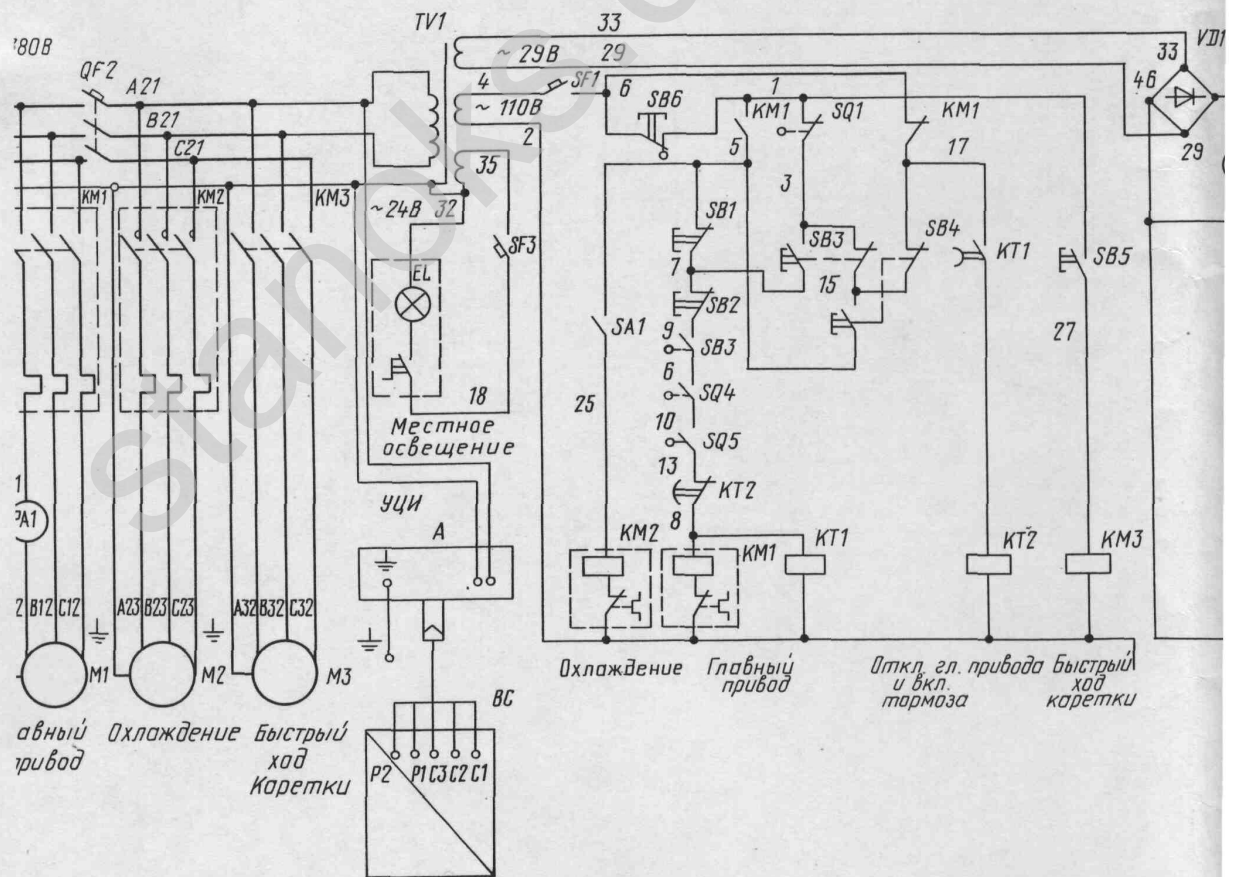 TV1
33
380В
~ 29В
29
VD1
33
46
QF2
A21
4
SF1
6
1
~ 110В
SB6
KM1
SQ1
KM1
B21
2
C21
5
17
29
35
KM1
KM2
KM3
~24В
32
3
SB1
SF3
SB3
SB4
KT1
SB5
7
EL
15
SB2
SA1
9
SB3
27
6
SQ4
18
25
10
SQ5
Местное
освещение
13
KT2
1
УЦИ
8
PA1
A
KM2
KM1
KT1
KT2
KM3
2
B12
C12
A23
B23
C23
A32
B32
C32
M1
M2
M3
Охлаждение
Главный
привод
Откл. гл. привода
и вкл.
тормоза
Быстрый
ход
каретки
BC
авный
привод
Охлаждение
Быстрый
ход
Каретки
P2
P1
C3
C2
C1
stanoks.